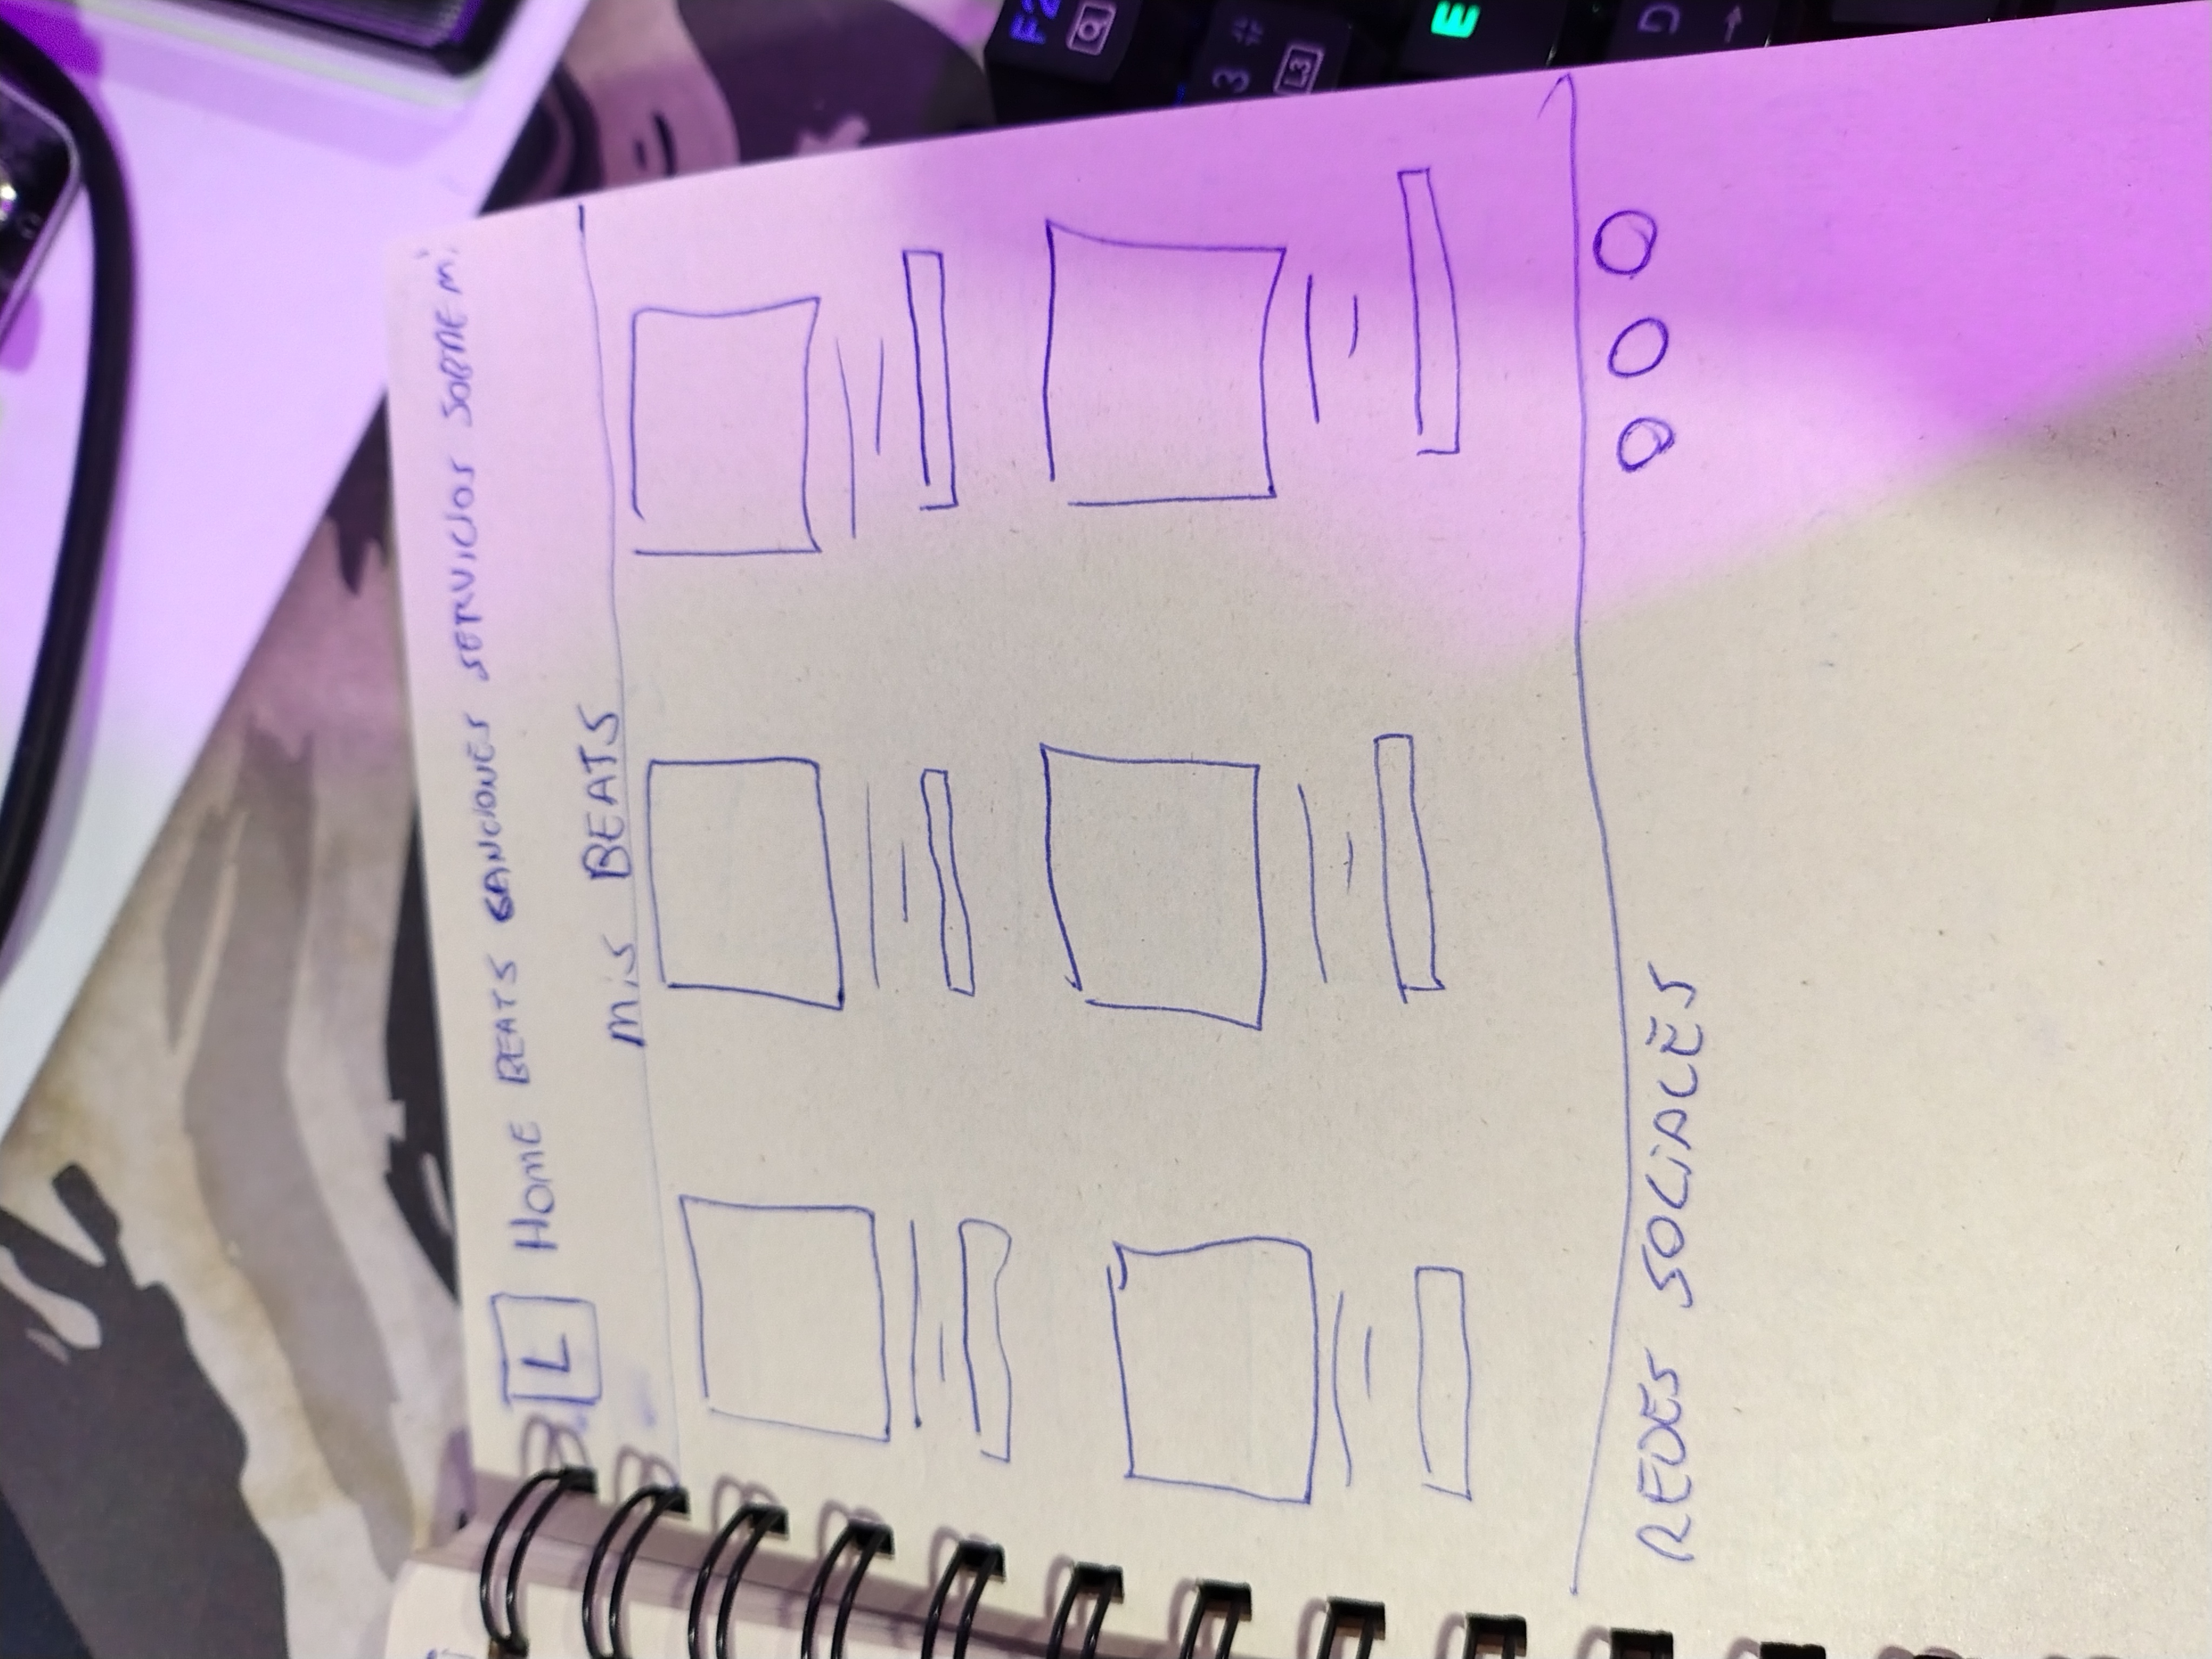 L HOME BEATS CANCIONES SERVICIOS SOBRE Mi
MiS BEATS
REDES SOCiALES
F2
3 #
L3
E
D